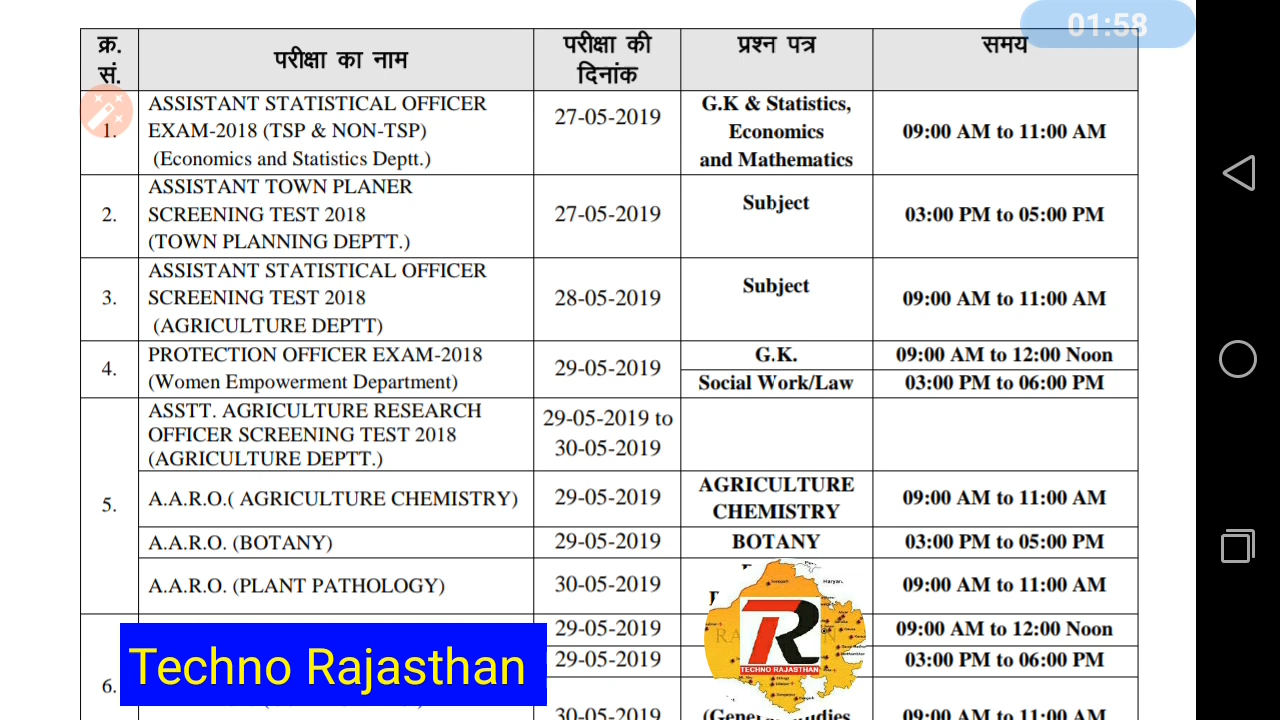 01:58
क्र. सं.
परीक्षा का नाम
परीक्षा की दिनांक
प्रश्न पत्र
समय
1.
ASSISTANT STATISTICAL OFFICER
EXAM-2018 (TSP & NON-TSP)
(Economics and Statistics Deptt.)
27-05-2019
G.K & Statistics,
Economics
and Mathematics
09:00 AM to 11:00 AM
2.
ASSISTANT TOWN PLANER
SCREENING TEST 2018
(TOWN PLANNING DEPTT.)
27-05-2019
Subject
03:00 PM to 05:00 PM
3.
ASSISTANT STATISTICAL OFFICER
SCREENING TEST 2018
(AGRICULTURE DEPTT)
28-05-2019
Subject
09:00 AM to 11:00 AM
4.
PROTECTION OFFICER EXAM-2018
(Women Empowerment Department)
29-05-2019
G.K.
09:00 AM to 12:00 Noon
Social Work/Law
03:00 PM to 06:00 PM
5.
ASSTT. AGRICULTURE RESEARCH
OFFICER SCREENING TEST 2018
(AGRICULTURE DEPTT.)
29-05-2019 to
30-05-2019
A.A.R.O.( AGRICULTURE CHEMISTRY)
29-05-2019
AGRICULTURE
CHEMISTRY
09:00 AM to 11:00 AM
A.A.R.O. (BOTANY)
29-05-2019
BOTANY
03:00 PM to 05:00 PM
A.A.R.O. (PLANT PATHOLOGY)
30-05-2019
09:00 AM to 11:00 AM
6.
29-05-2019
09:00 AM to 12:00 Noon
29-05-2019
03:00 PM to 06:00 PM
30-05-2019
09:00 AM to 11:00 AM
TECHNO RAJASTHAN
Techno Rajasthan